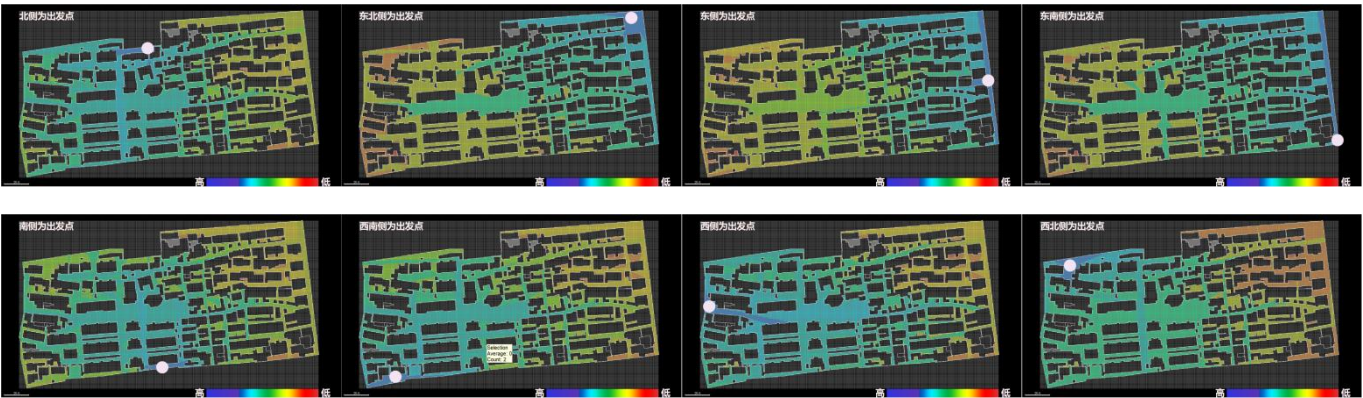 北侧为出发点
东北侧为出发点
东侧为出发点
东南侧为出发点
高 低
高 低
高 低
高 低
南侧为出发点
西南侧为出发点
西侧为出发点
西北侧为出发点
Selection
Average: 0
Count: 2
高 低
高 低
高 低
高 低